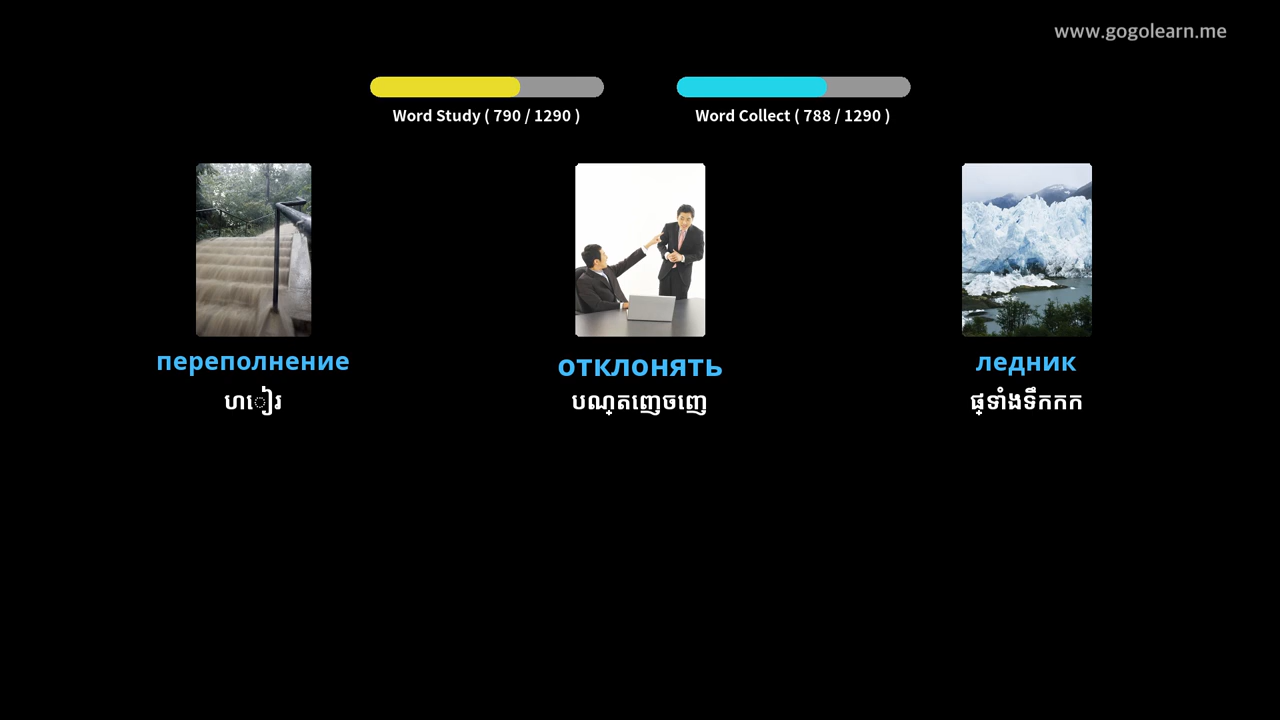 www.gogolearn.me
Word Study ( 790 / 1290 )
Word Collect ( 788 / 1290 )
переполнение
отклонять
ледник
ហៀរ
បណ្តេញចេញ
ផ្ទាំងទឹកកក